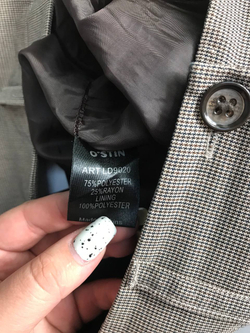 O'STIN
ART LD9020
75%POLYESTER
25%RAYON
LINING
100%POLYESTER